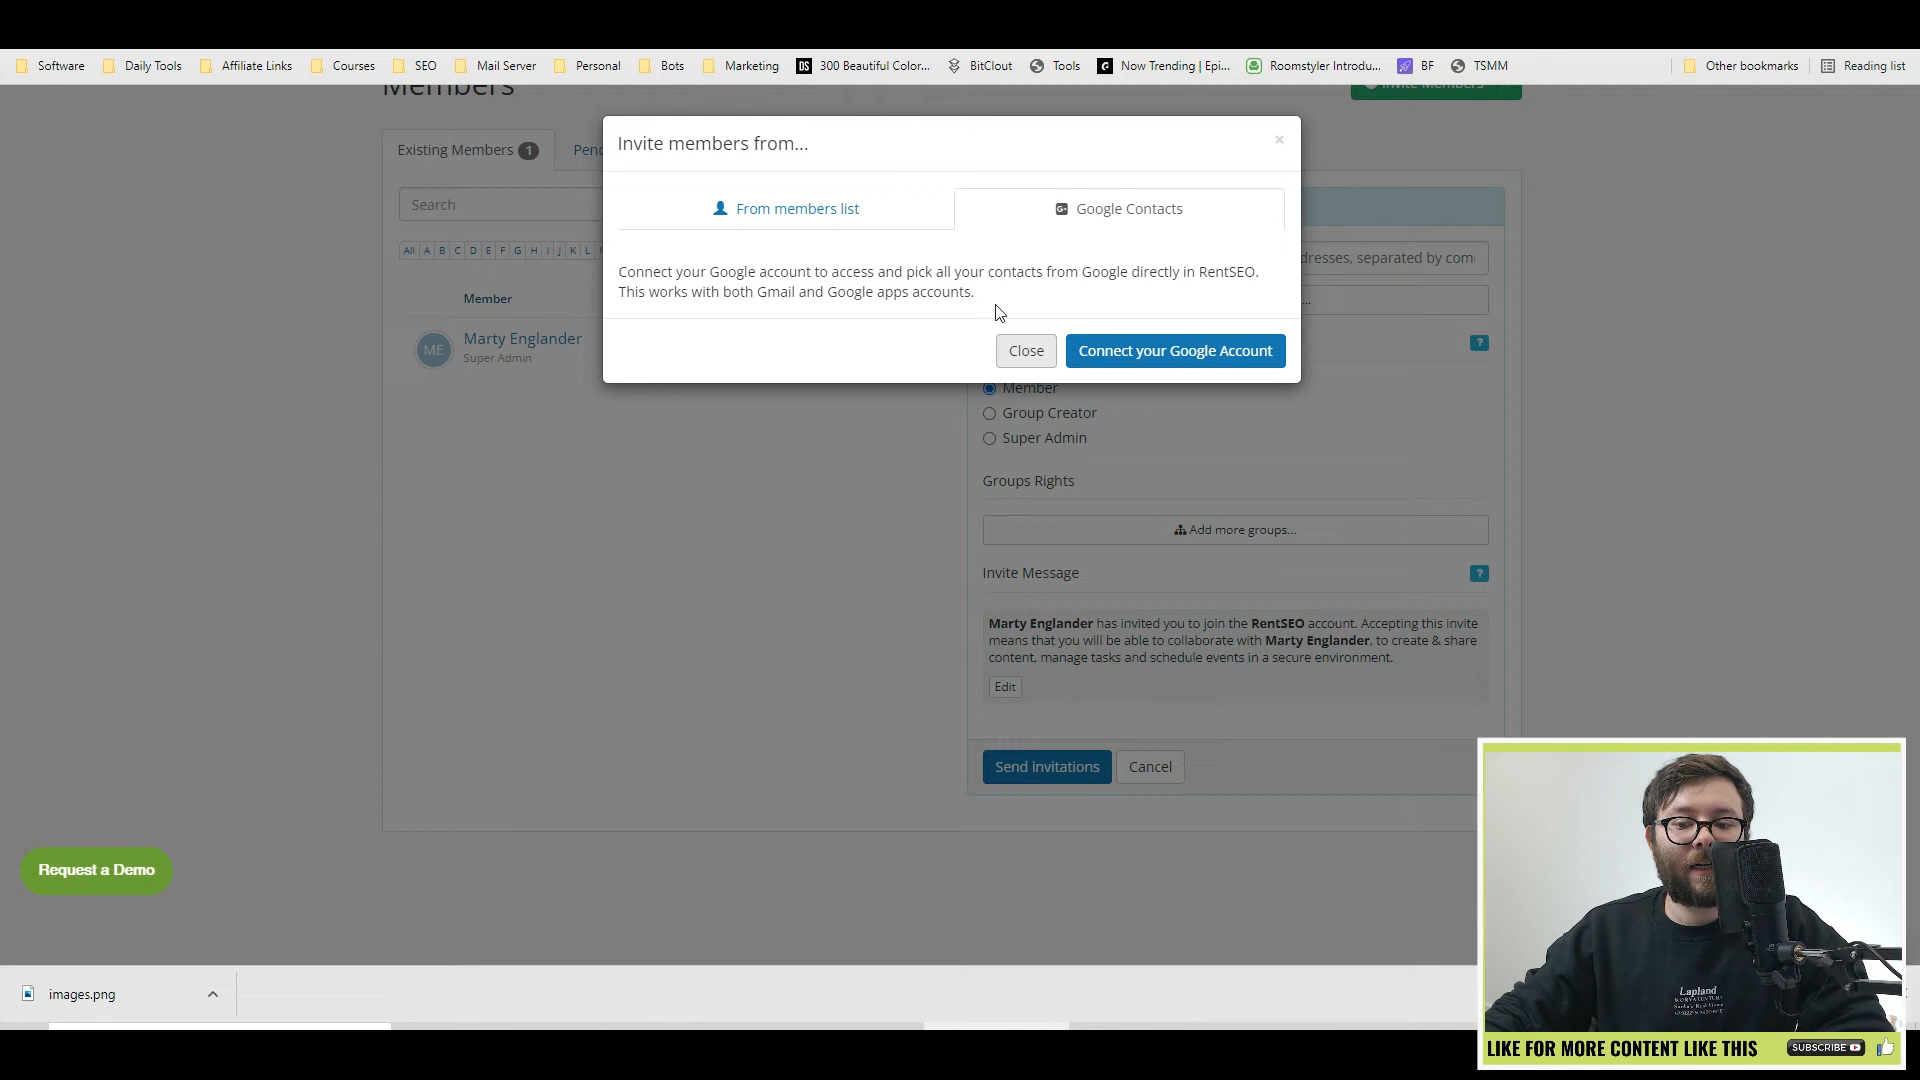 Software
Daily Tools
Affiliate Links
Courses
SEO
Mail Server
Personal
Bots
Marketing
DS
300 Beautiful Color...
BitClout
Tools
Now Trending | Epi...
Roomstyler Introdu...
BF
TSMM
Other bookmarks
Reading list
Members
Invite Members
Existing Members 1
Pend
Search
All A B C D E F G H I J K L
Member
ME
Marty Englander
Super Admin
Invite members from...
×
From members list
Google Contacts
Connect your Google account to access and pick all your contacts from Google directly in RentSEO.
This works with both Gmail and Google apps accounts.
Close
Connect your Google Account
dresses, separated by com
...
?
Member
Group Creator
Super Admin
Groups Rights
Add more groups...
Invite Message
?
Marty Englander has invited you to join the RentSEO account. Accepting this invite
means that you will be able to collaborate with Marty Englander, to create & share
content, manage tasks and schedule events in a secure environment.
Edit
Send invitations
Cancel
Request a Demo
images.png
Lapland
LIKE FOR MORE CONTENT LIKE THIS
SUBSCRIBE